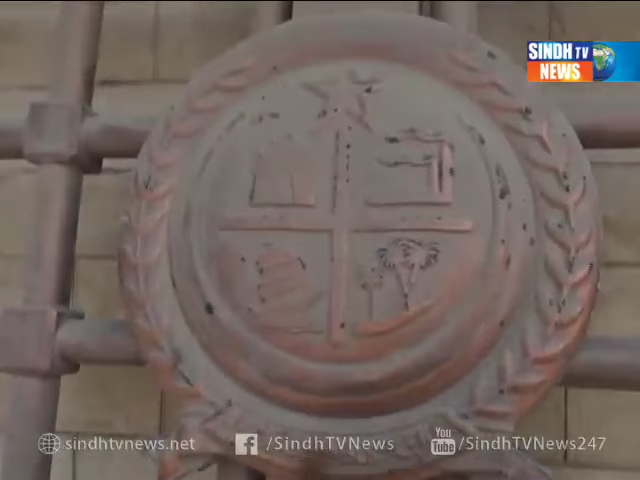 SINDH TV
NEWS
sindhtvnews.net
f /SindhTVNews
You Tube /SindhTVNews247